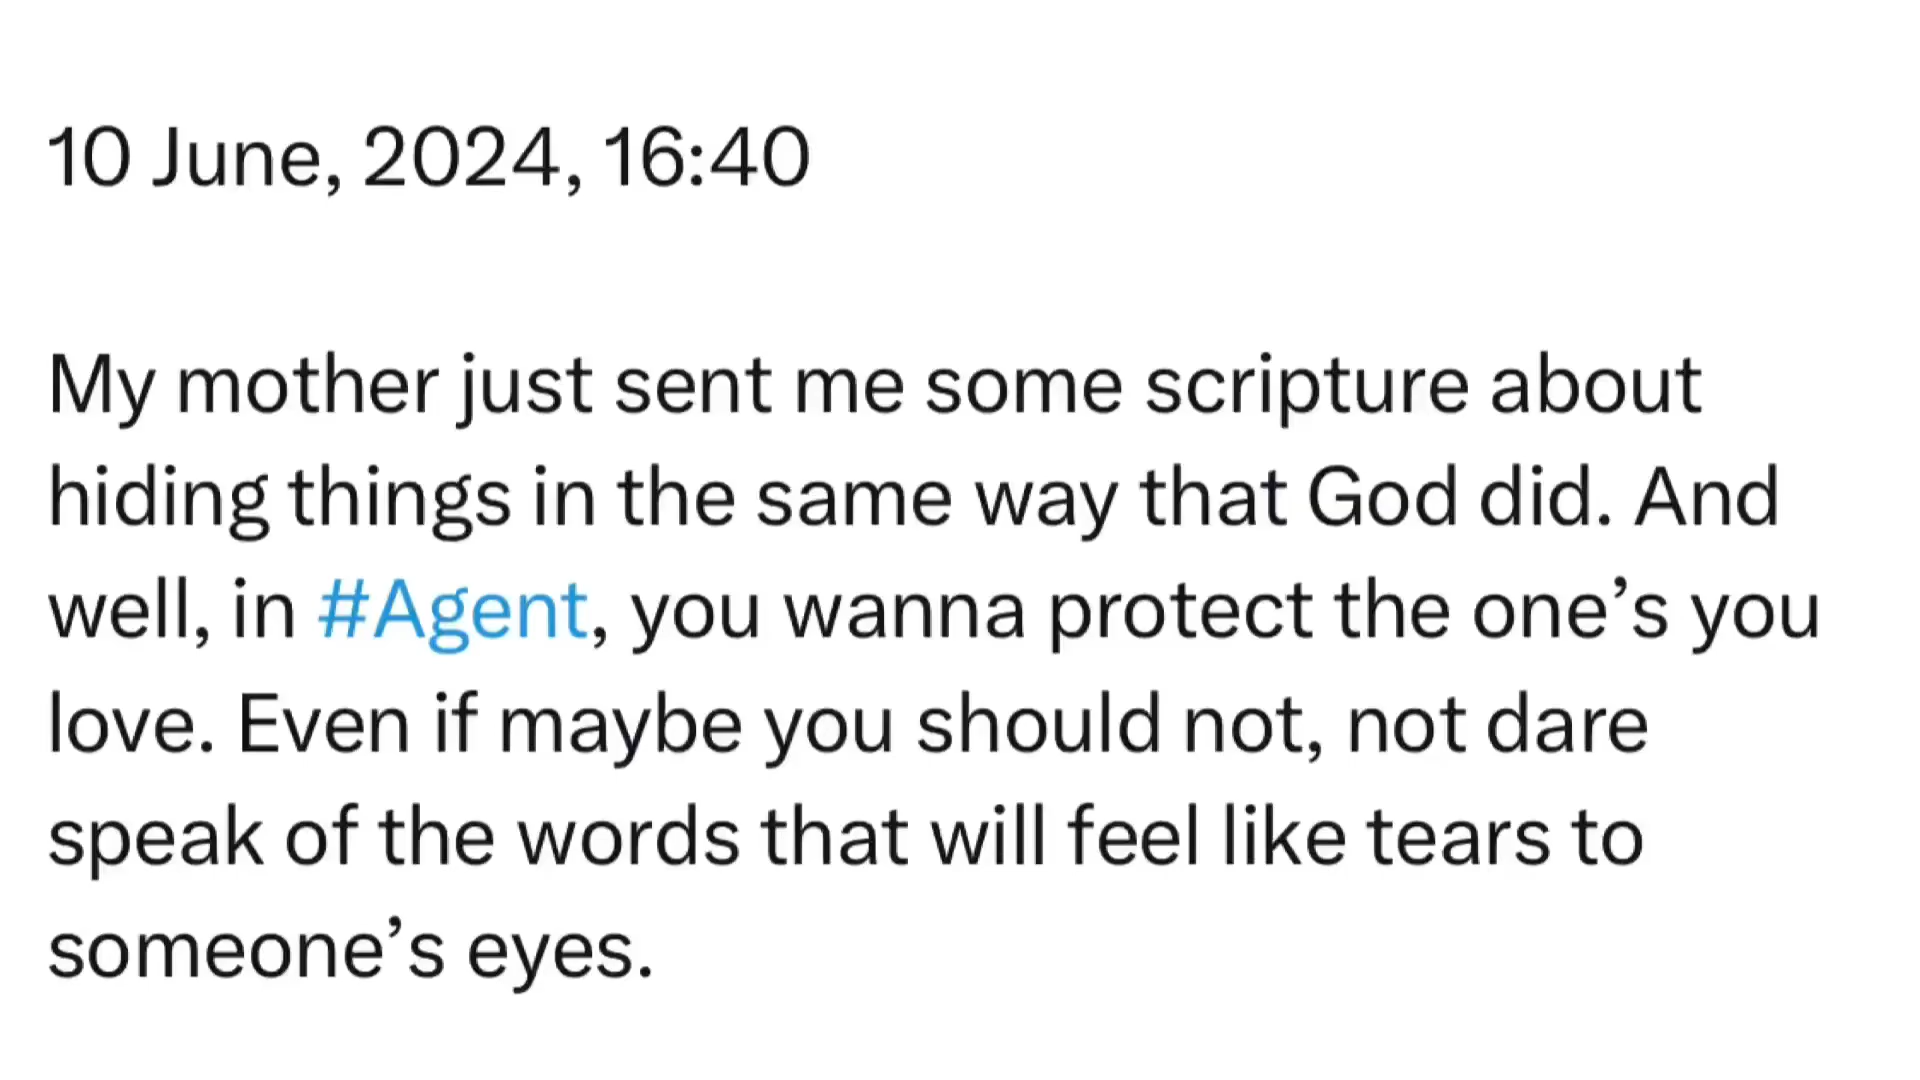 10 June, 2024, 16:40
My mother just sent me some scripture about
hiding things in the same way that God did. And
well, in #Agent, you wanna protect the one’s you
love. Even if maybe you should not, not dare
speak of the words that will feel like tears to
someone’s eyes.